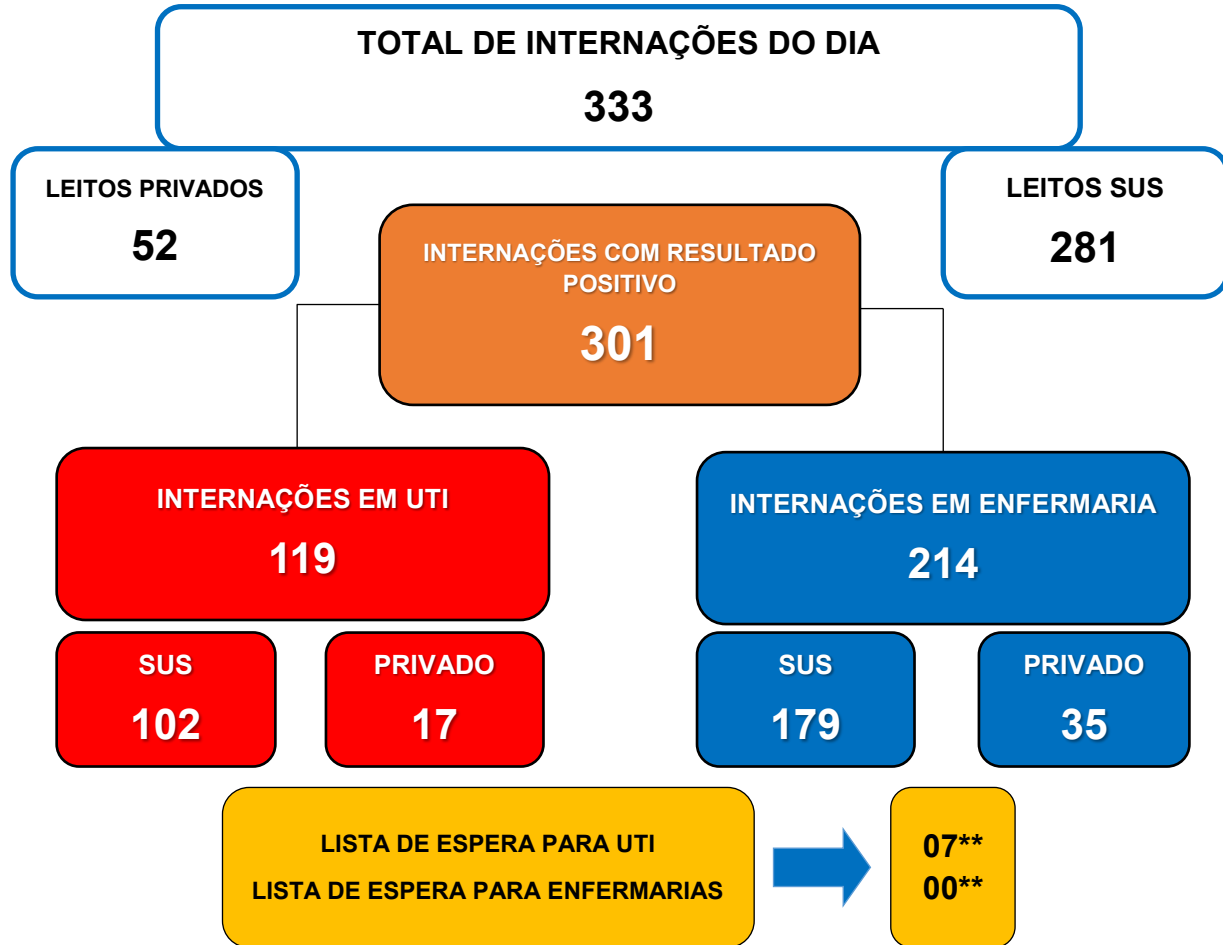 TOTAL DE INTERNAÇÕES DO DIA
333
LEITOS PRIVADOS
52
LEITOS SUS
281
INTERNAÇÕES COM RESULTADO
POSITIVO
301
INTERNAÇÕES EM UTI
119
INTERNAÇÕES EM ENFERMARIA
214
SUS
102
PRIVADO
17
SUS
179
PRIVADO
35
LISTA DE ESPERA PARA UTI
LISTA DE ESPERA PARA ENFERMARIAS
07**
00**